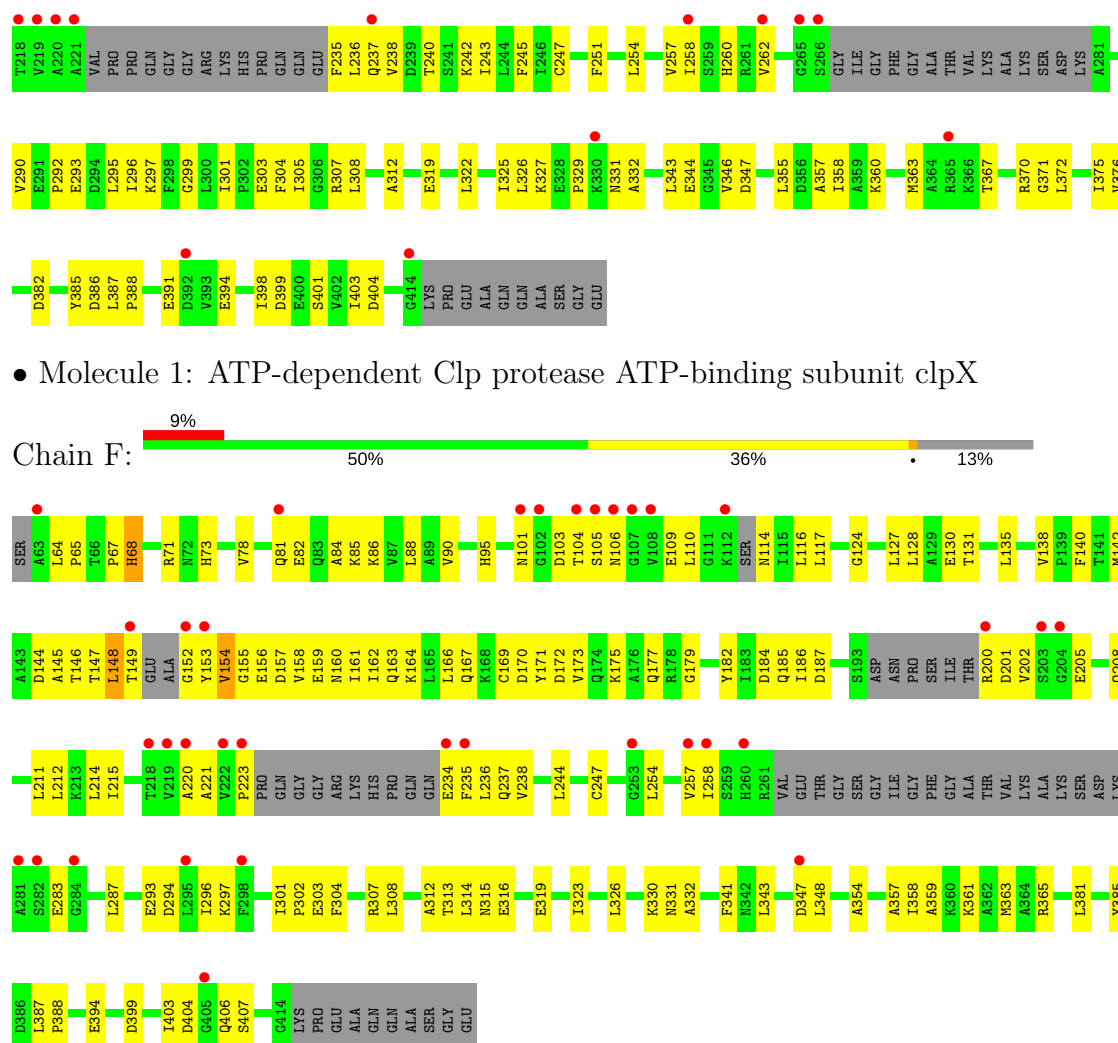 T218 V219 A220 A221 VAL PRO PRO GLN GLY GLY ARG LYS HIS PRO GLN GLN GLU F235 L236 Q237 V238 D239 T240 S241 K242 I243 L244 F245 I246 C247 F251 L254 V257 I258 S259 H260 R261 V262 G265 S266 GLY ILE GLY PHE GLY ALA THR VAL LYS ALA LYS SER ASP LYS A281
V290 E291 P292 E293 D294 L295 I296 K297 F298 G299 L300 I301 P302 E303 F304 I305 G306 R307 L308 A312 E319 L322 I325 L326 K327 E328 P329 K330 N331 A332 L343 E344 G345 V346 D347 L355 D356 A357 I358 A359 K360 M363 A364 R365 K366 T367 R370 G371 L372 I375 V376
D382 Y385 D386 L387 P388 E391 D392 V393 E394 I398 D399 E400 S401 V402 I403 D404 G414 LYS PRO GLU ALA GLN GLN ALA SER GLY GLU
• Molecule 1: ATP-dependent Clp protease ATP-binding subunit clpX
9%
Chain F:
50% 36% • 13%
SER A63 L64 P65 T66 P67 H68 R71 N72 H73 V78 Q81 E82 Q83 A84 K85 K86 V87 L88 A89 V90 H95 N101 G102 D103 T104 S105 N106 G107 V108 E109 L110 G111 K112 SER N114 I115 L116 L117 G124 L127 L128 A129 E130 T131 L135 V138 P139 F140 T141 M142
A143 D144 A145 T146 T147 L148 T149 GLU ALA G152 Y153 V154 G155 E156 D157 V158 E159 N160 I161 I162 Q163 K164 L165 L166 Q167 K168 C169 D170 Y171 D172 V173 Q174 K175 A176 Q177 R178 G179 Y182 I183 D184 Q185 I186 D187 S193 ASP ASN PRO SER ILE THR R200 D201 V202 S203 G204 E205 Q208
L211 L212 K213 L214 I215 T218 V219 A220 A221 V222 P223 PRO GLN GLY GLY ARG LYS HIS PRO GLN GLN E234 F235 L236 Q237 V238 L244 C247 G253 L254 V257 I258 S259 H260 R261 VAL GLU THR GLY SER GLY ILE GLY PHE GLY ALA THR VAL LYS ALA LYS SER ASP LYS
A281 S282 E283 G284 L287 E293 D294 L295 I296 K297 F298 I301 P302 E303 F304 R307 L308 A312 T313 L314 N315 E316 E319 I323 L326 K330 N331 A332 F341 N342 L343 D347 L348 A354 A357 I358 A359 K360 K361 A362 M363 A364 R365 L381 Y385
D386 L387 P388 E394 D399 I403 D404 G405 Q406 S407 G414 LYS PRO GLU ALA GLN GLN ALA SER GLY GLU